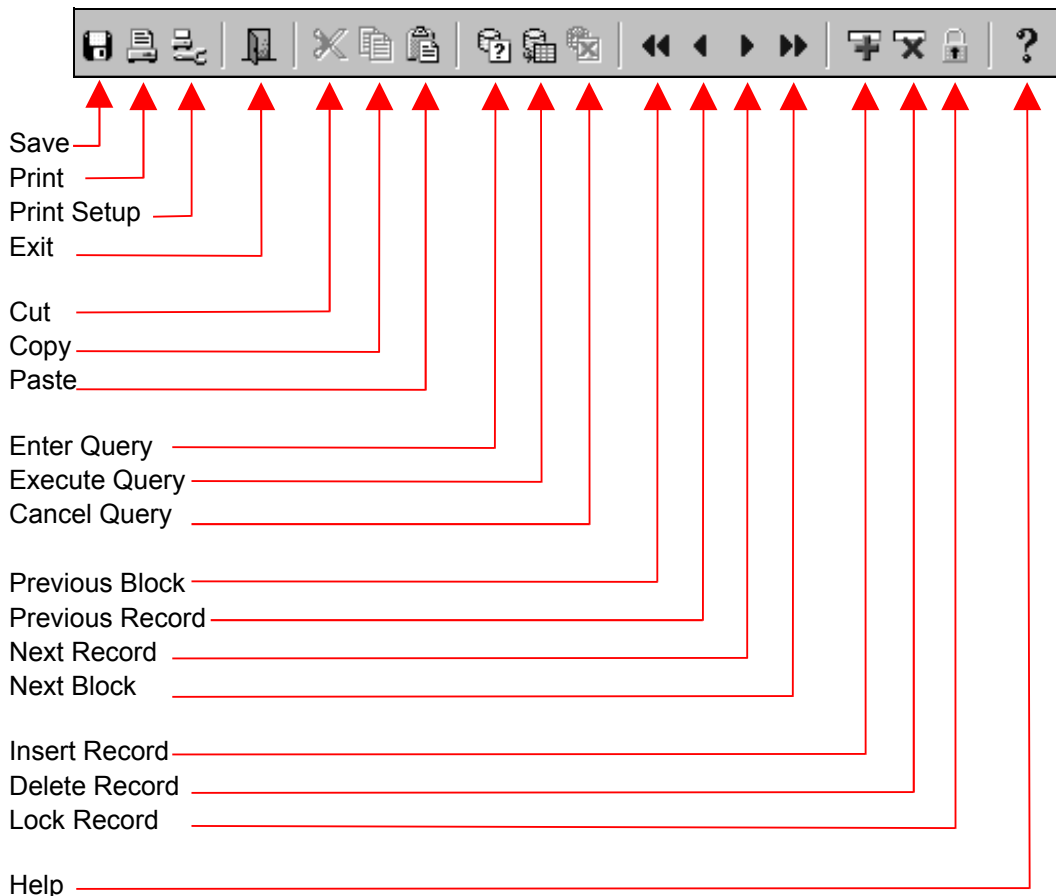 Save
Print
Print Setup
Exit
Cut
Copy
Paste
Enter Query
Execute Query
Cancel Query
Previous Block
Previous Record
Next Record
Next Block
Insert Record
Delete Record
Lock Record
Help